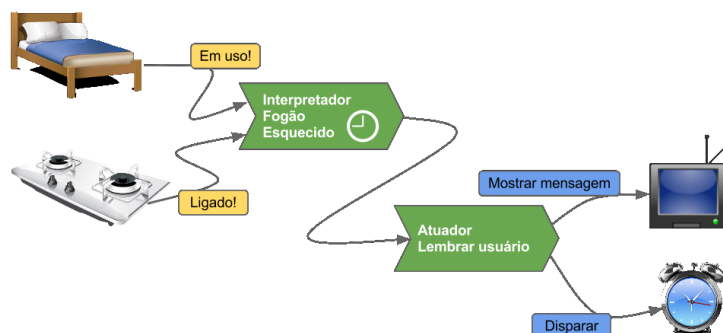 Em uso!
Interpretador
Fogão
Esquecido
Ligado!
Mostrar mensagem
Atuador
Lembrar usuário
Disparar